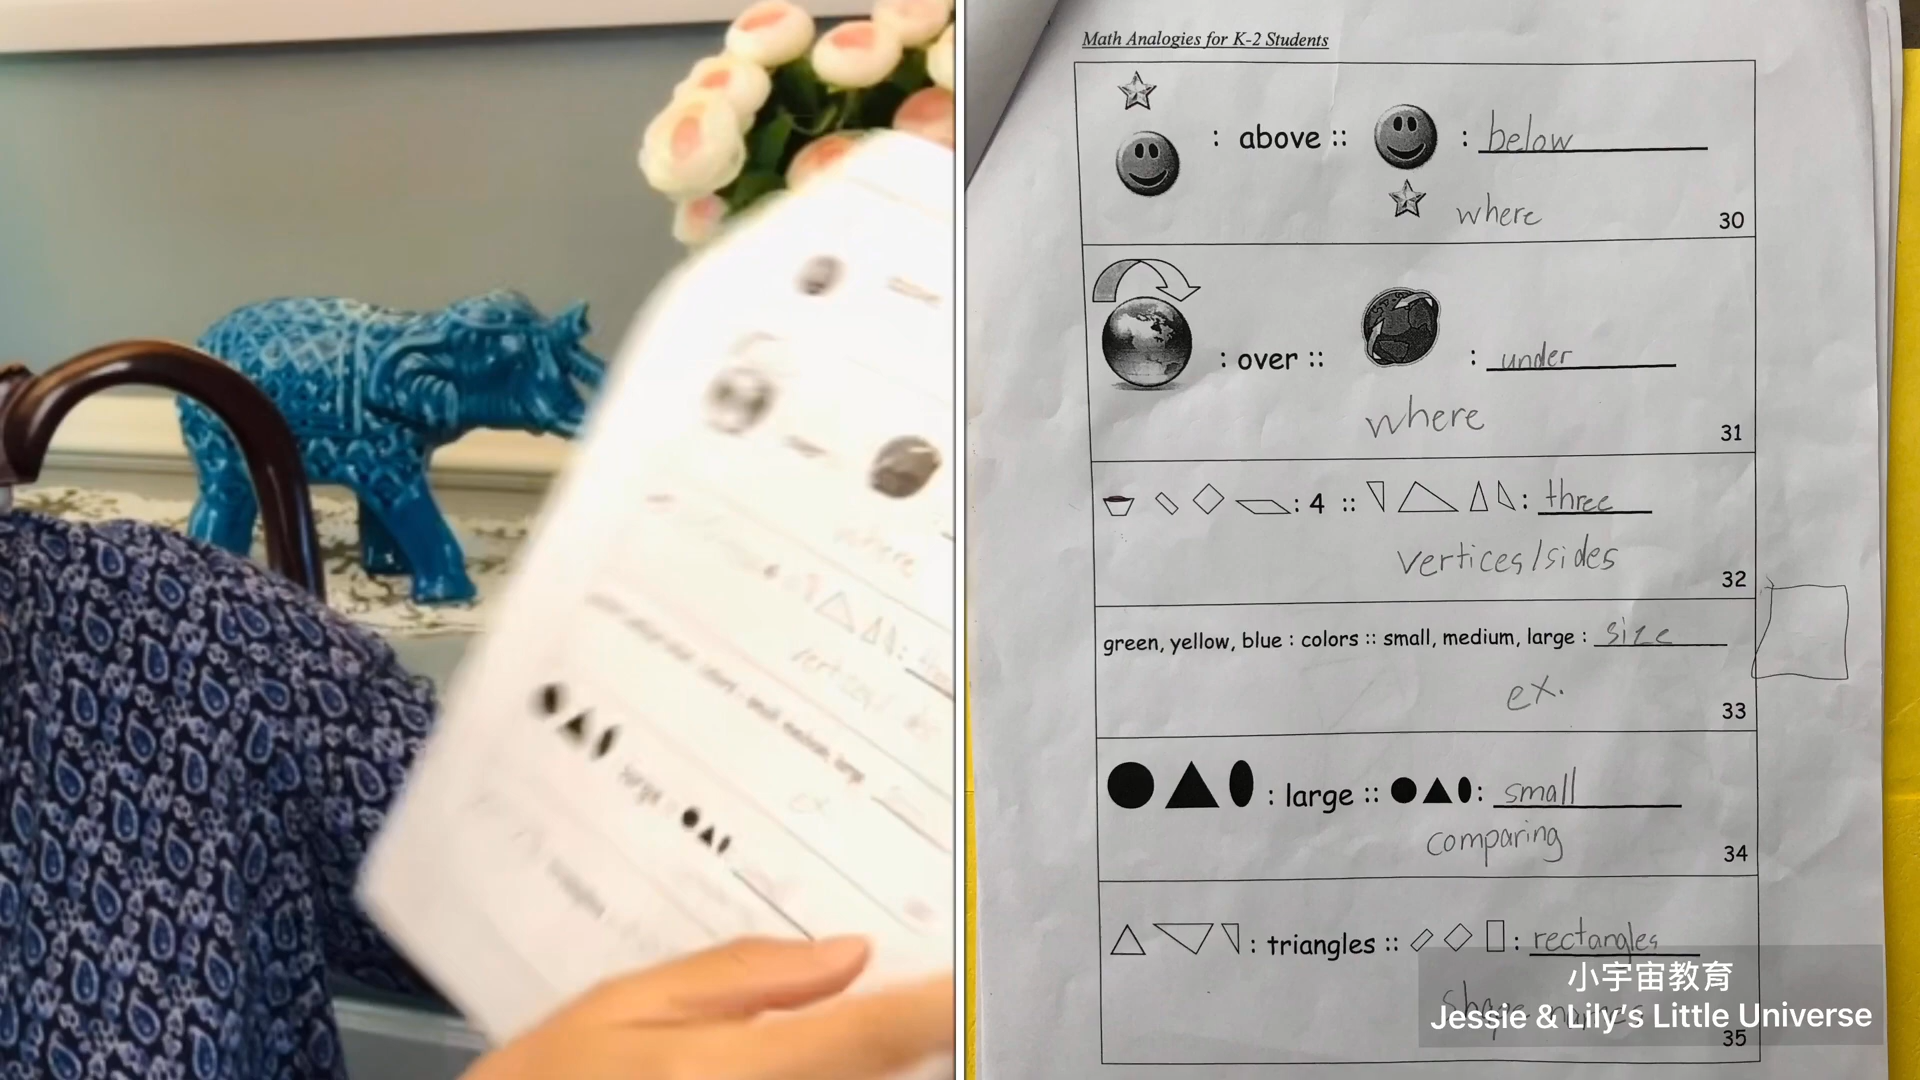 Math Analogies for K-2 Students
: above :: : below
where
30
: over :: : under
where
31
: 4 :: : three
vertices/sides
32
green, yellow, blue : colors :: small, medium, large : size
ex.
33
: large :: : small
comparing
34
: triangles :: : rectangles
小宇宙教育
shape names
Jessie & Lily's Little Universe
35